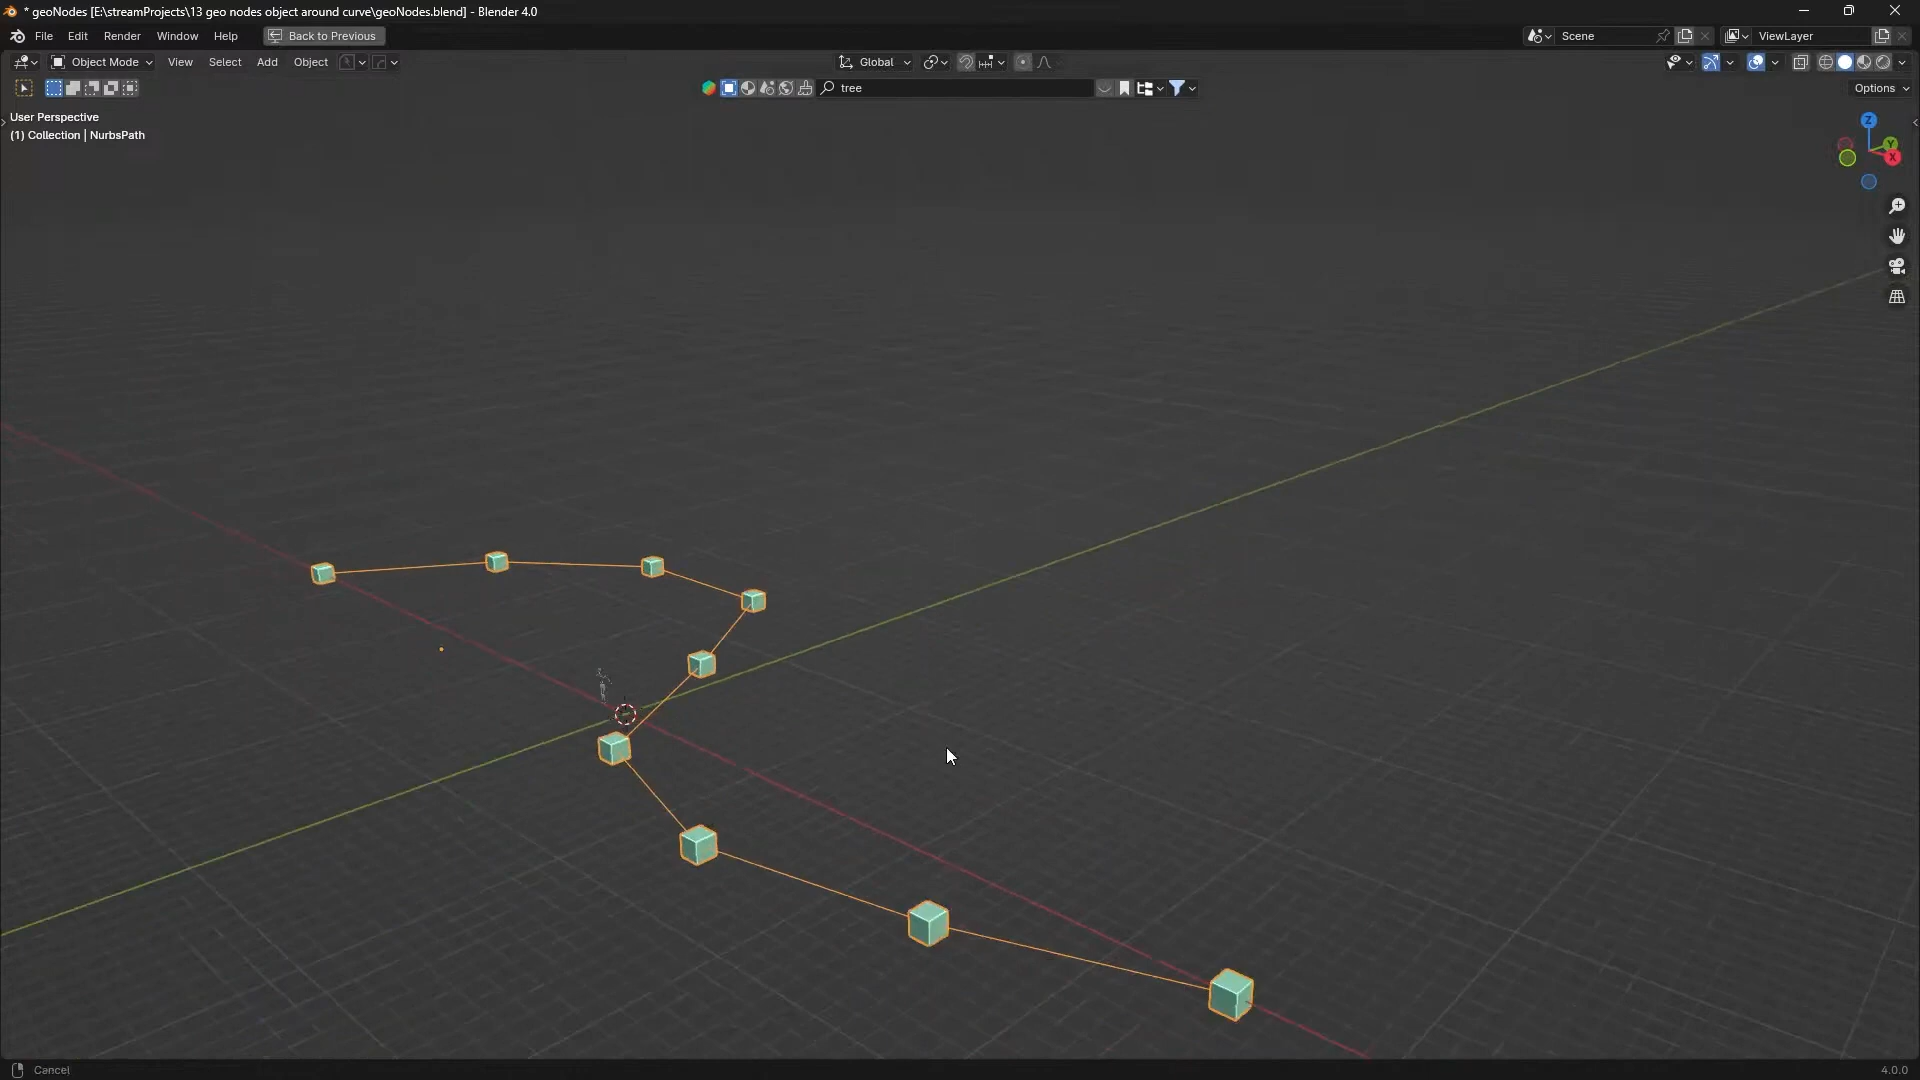 * geoNodes [E:\streamProjects\13 geo nodes object around curve\geoNodes.blend] - Blender 4.0
File Edit Render Window Help Back to Previous Scene ViewLayer
Object Mode View Select Add Object Global
tree Options
User Perspective
(1) Collection | NurbsPath
Z
Y
X
Cancel 4.0.0